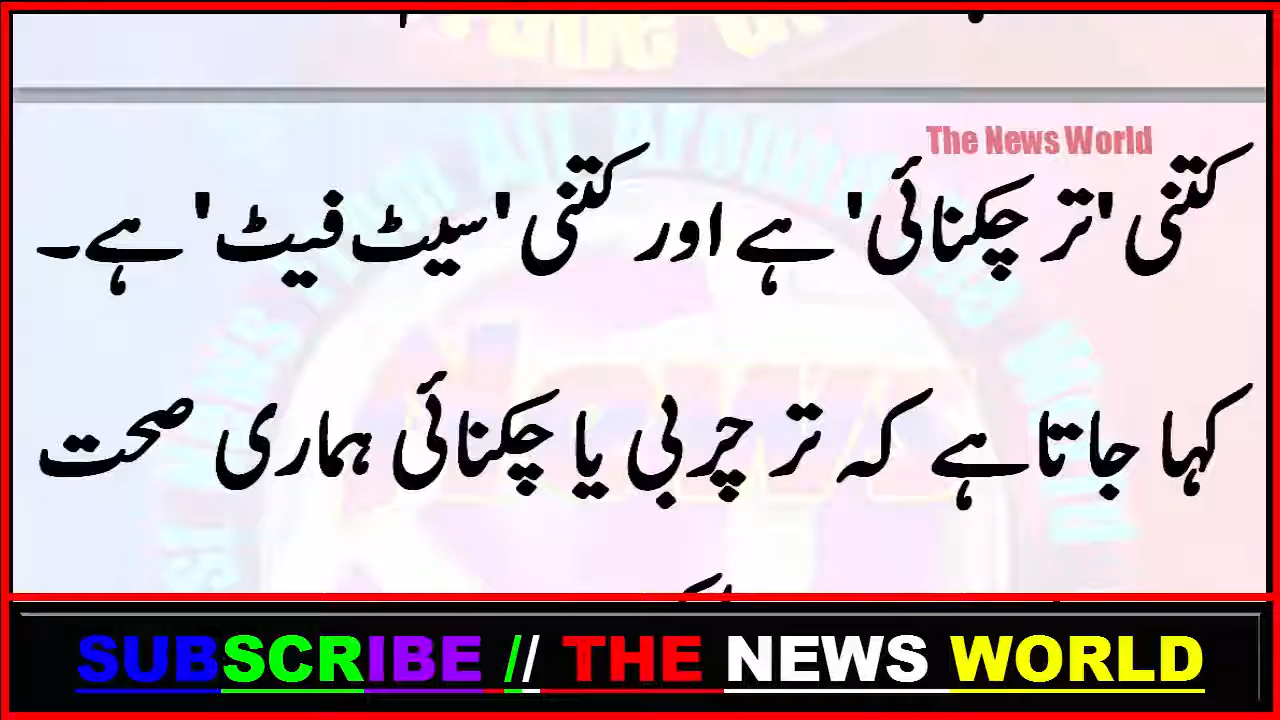 The News World
کتنی 'تر چکنائی' ہے اور کتنی 'سیٹ فیٹ' ہے۔
کہا جاتا ہے کہ تر چربی یا چکنائی ہماری صحت
SUBSCRIBE // THE NEWS WORLD